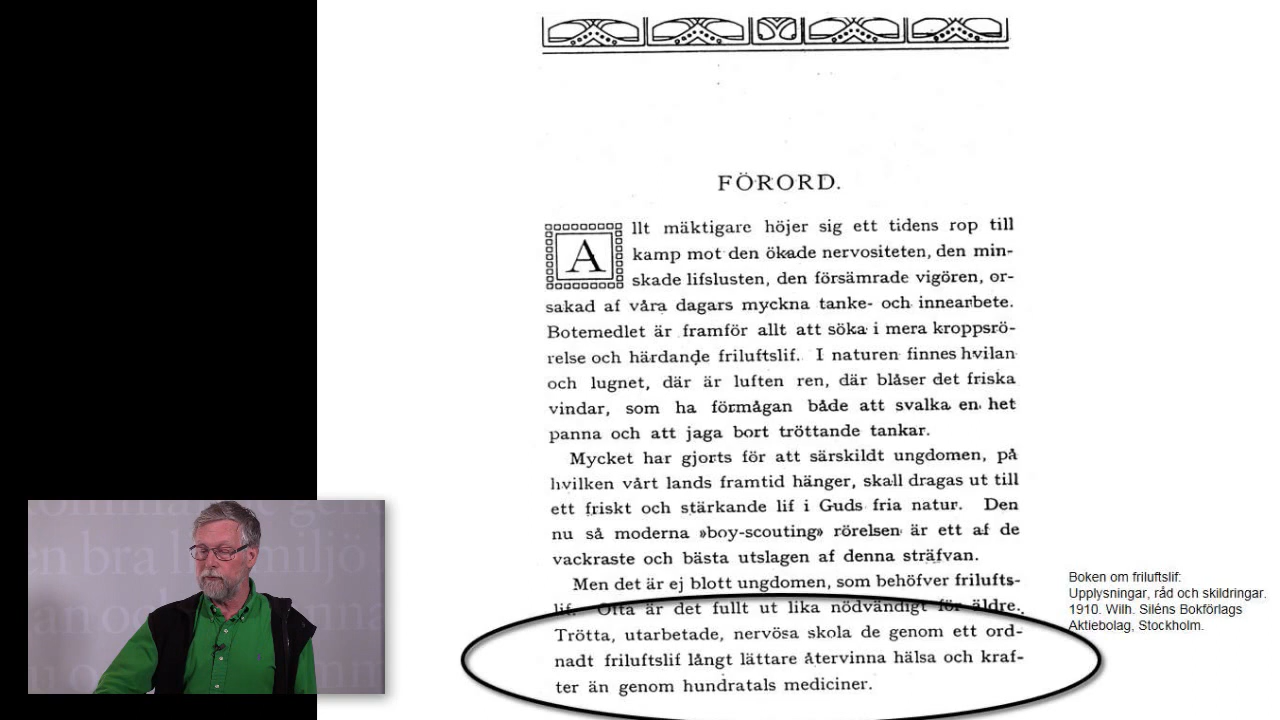 FÖRORD.
Allt mäktigare höjer sig ett tidens rop till
kamp mot den ökade nervositeten, den min-
skade lifslusten, den försämrade vigören, or-
sakad af våra dagars myckna tanke- och innearbete.
Botemedlet är framför allt att söka i mera kroppsrö-
relse och härdande friluftslif. I naturen finnes hvilan
och lugnet, där är luften ren, där blåser det friska
vindar, som ha förmågan både att svalka en het
panna och att jaga bort tröttande tankar.
Mycket har gjorts för att särskildt ungdomen, på
hvilken vårt lands framtid hänger, skall dragas ut till
ett friskt och stärkande lif i Guds fria natur. Den
nu så moderna »boy-scouting» rörelsen är ett af de
vackraste och bästa utslagen af denna sträfvan.
Men det är ej blott ungdomen, som behöfver frilufts-
lif. Ofta är det fullt ut lika nödvändigt för äldre.
Trötta, utarbetade, nervösa skola de genom ett ord-
nadt friluftslif långt lättare återvinna hälsa och kraf-
ter än genom hundratals mediciner.
Boken om friluftslif:
Upplysningar, råd och skildringar.
1910. Wilh. Siléns Bokförlags
Aktiebolag, Stockholm.
en bra
miljö